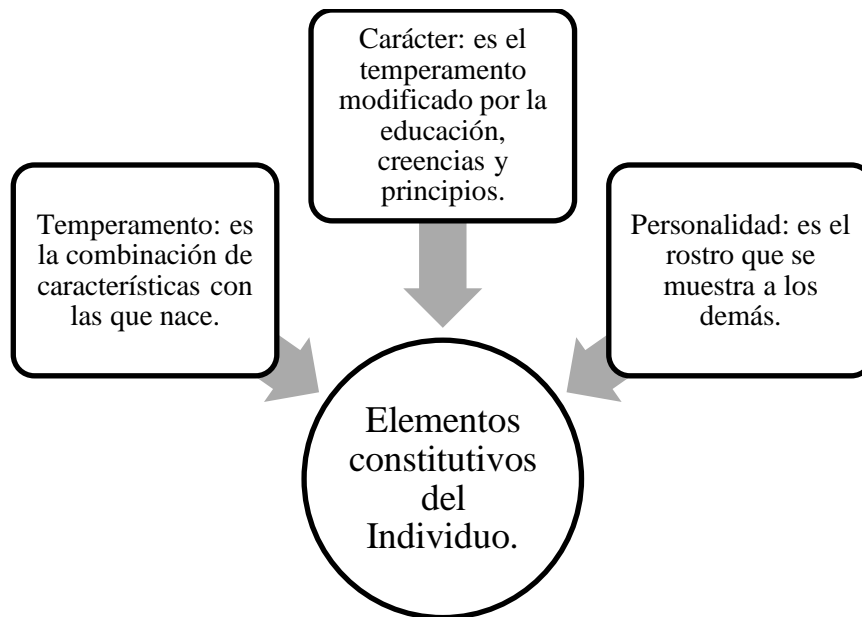 Carácter: es el
temperamento
modificado por la
educación,
creencias y
principios.
Temperamento: es
la combinación de
características con
las que nace.
Personalidad: es el
rostro que se
muestra a los
demás.
Elementos
constitutivos
del
Individuo.